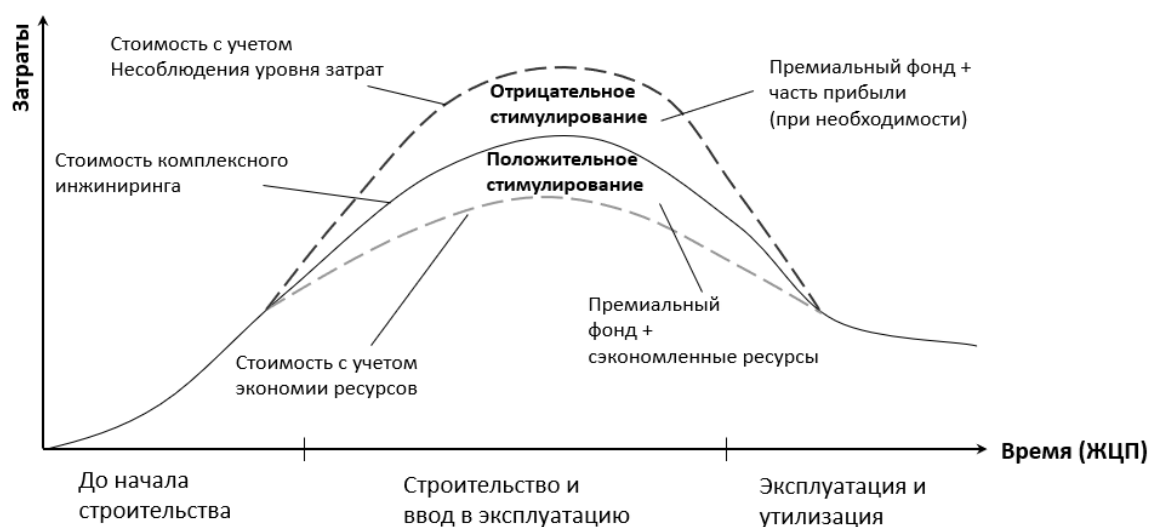 Затраты
Стоимость с учетом
Несоблюдения уровня затрат
Премиальный фонд +
часть прибыли
(при необходимости)
Отрицательное
стимулирование
Стоимость комплексного
инжиниринга
Положительное
стимулирование
Премиальный
фонд +
сэкономленные ресурсы
Стоимость с учетом
экономии ресурсов
Время (ЖЦП)
До начала
строительства
Строительство и
ввод в эксплуатацию
Эксплуатация и
утилизация